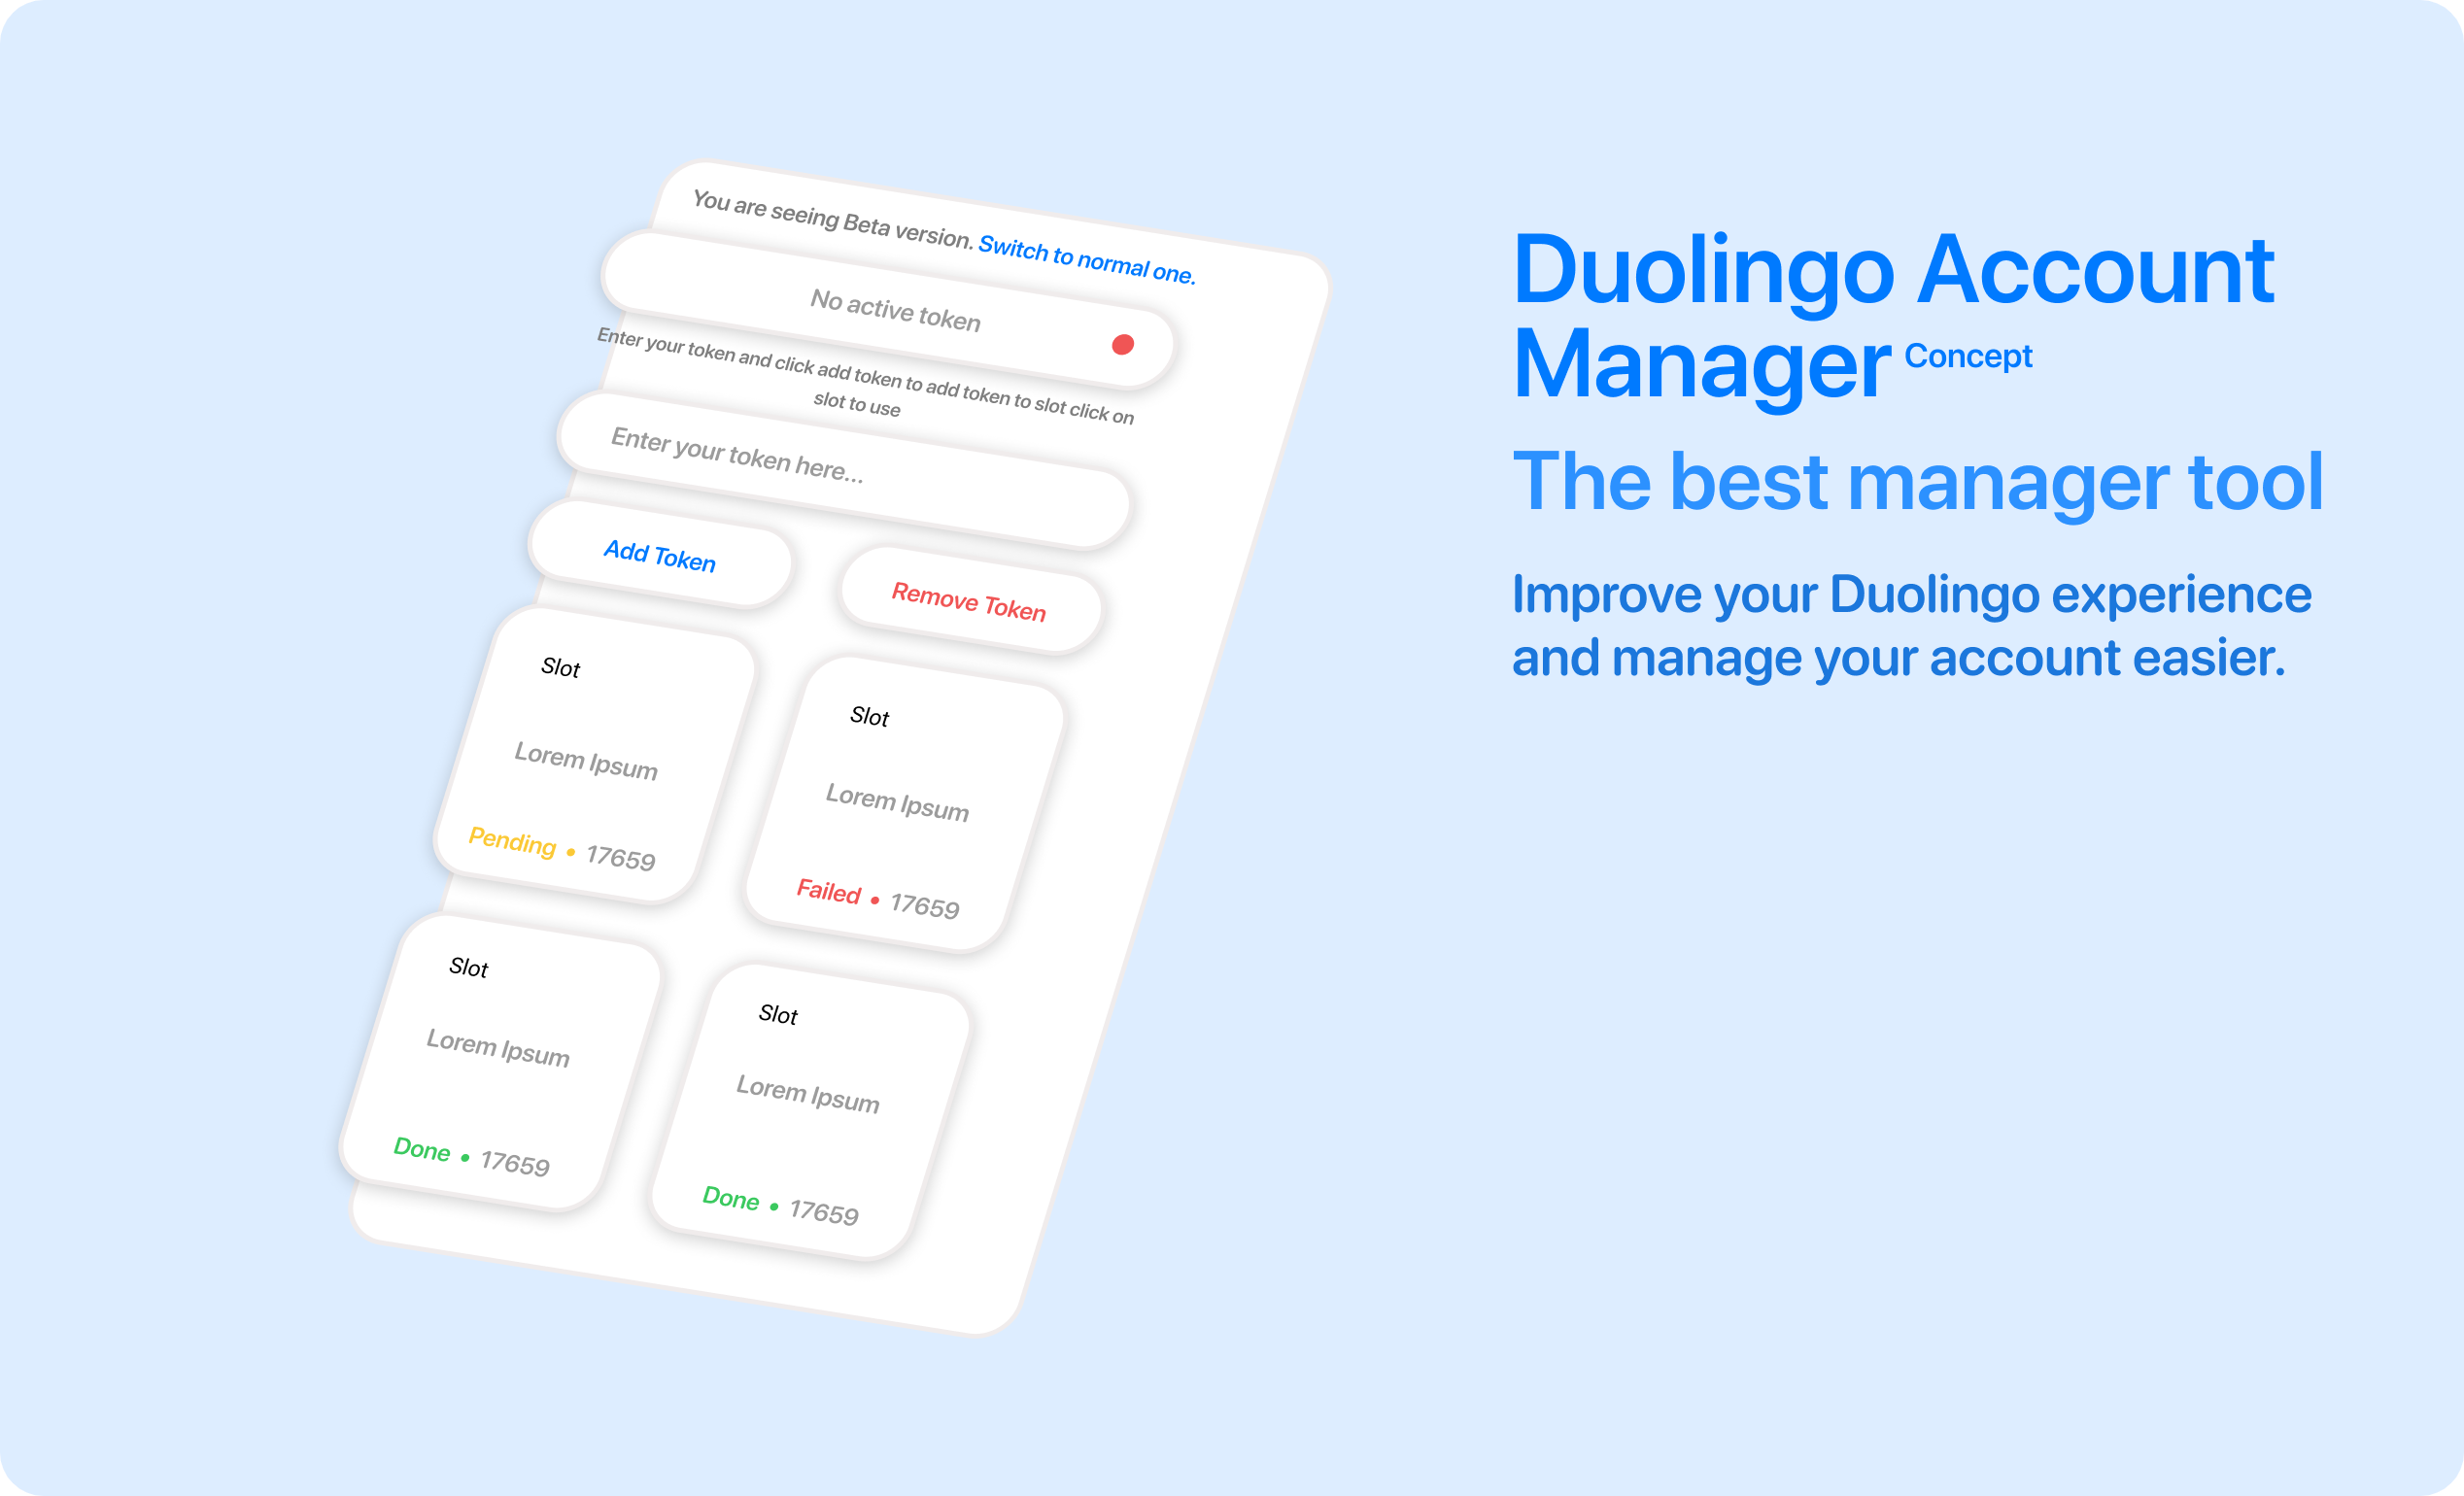 You are seeing Beta version. Switch to normal one.
No active token
Enter your token and click add token to add token to slot click on
slot to use
Enter your token here...
Add Token
Remove Token
Slot
Lorem Ipsum
Pending • 17659
Slot
Lorem Ipsum
Failed • 17659
Slot
Lorem Ipsum
Done • 17659
Slot
Lorem Ipsum
Done • 17659
Duolingo Account
Manager Concept
The best manager tool
Improve your Duolingo experience
and manage your account easier.